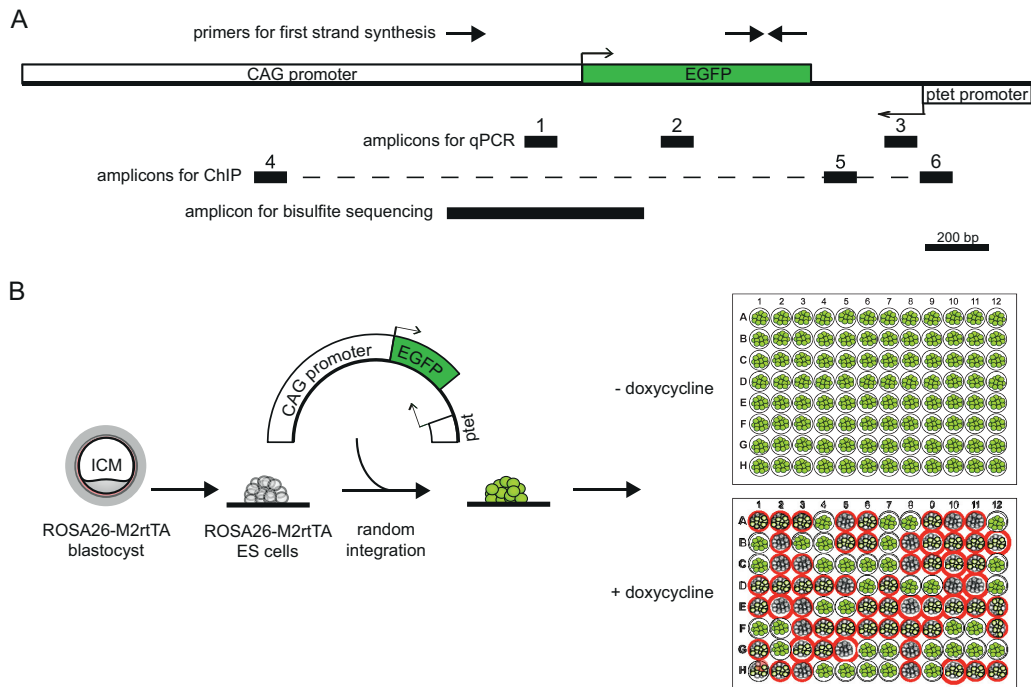 A
primers for first strand synthesis
CAG promoter
EGFP
ptet promoter
amplicons for qPCR
1
2
3
amplicons for ChIP
4
5
6
amplicon for bisulfite sequencing
200 bp
B
CAG promoter
EGFP
ptet
ICM
ROSA26-M2rtTA
blastocyst
ROSA26-M2rtTA
ES cells
random
integration
- doxycycline
1 2 3 4 5 6 7 8 9 10 11 12
A
B
C
D
E
F
G
H
+ doxycycline
1 2 3 4 5 6 7 8 9 10 11 12
A
B
C
D
E
F
G
H